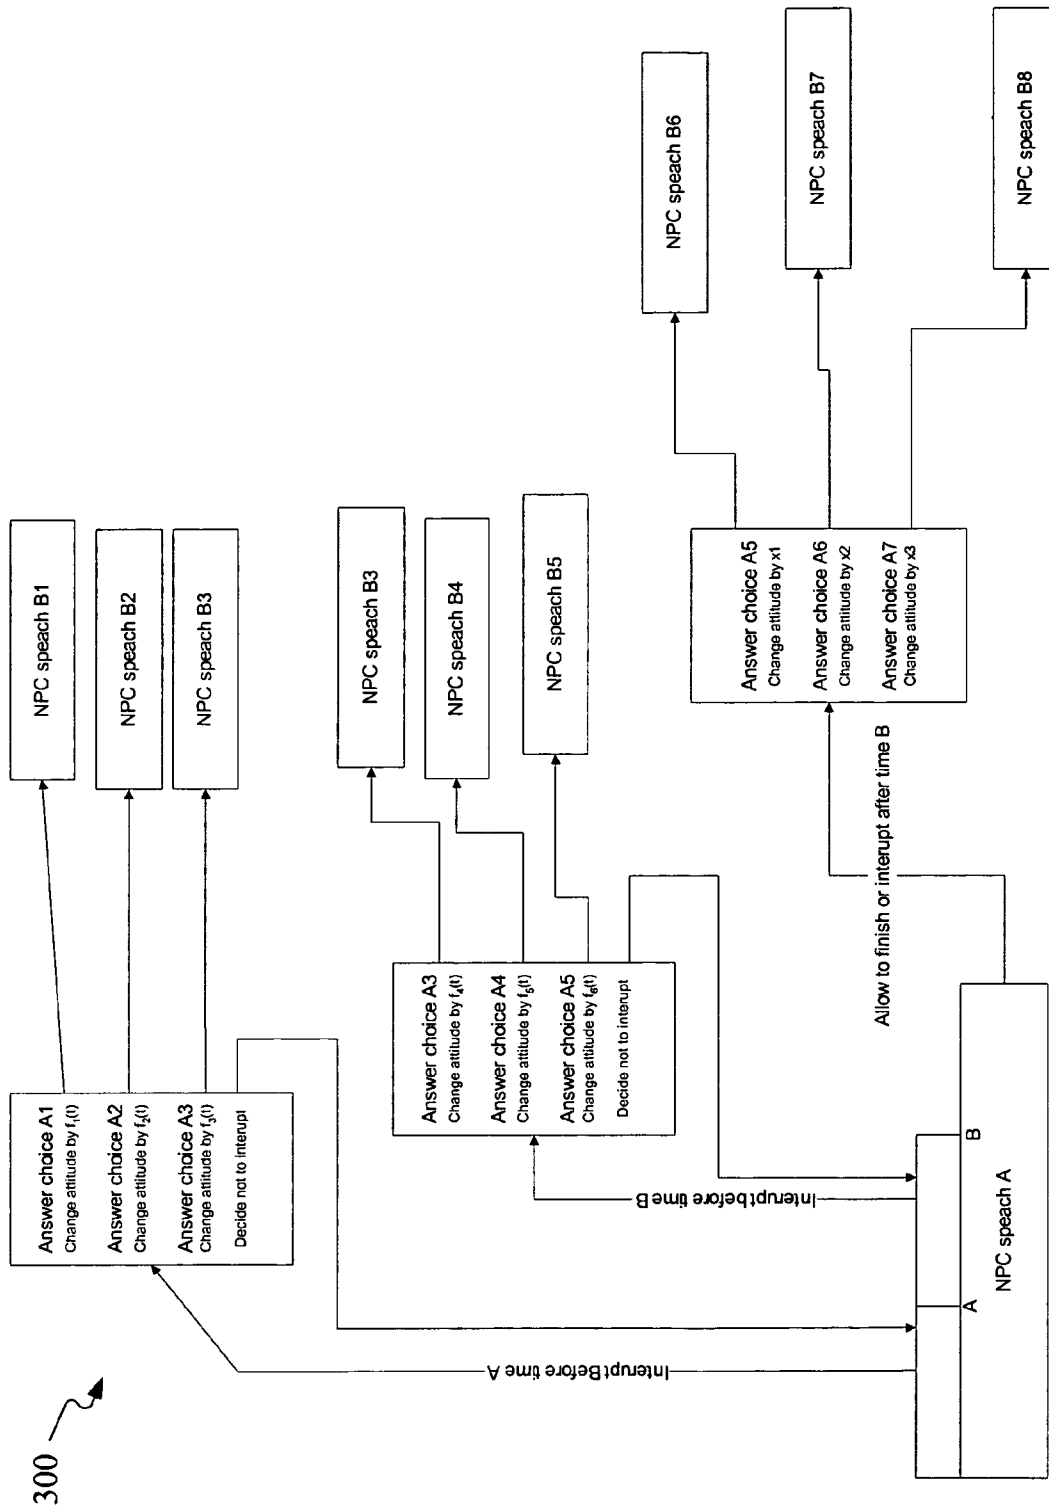 300
Answer choice A1
Change attitude by f₁(t)
Answer choice A2
Change attitude by f₂(t)
Answer choice A3
Change attitude by f₃(t)
Decide not to interupt
NPC speach B1
NPC speach B2
NPC speach B3
Answer choice A3
Change attitude by f₄(t)
Answer choice A4
Change attitude by f₅(t)
Answer choice A5
Change attitude by f₆(t)
Decide not to interupt
NPC speach B3
NPC speach B4
NPC speach B5
Answer choice A5
Change attitude by x1
Answer choice A6
Change attitude by x2
Answer choice A7
Change attitude by x3
NPC speach B6
NPC speach B7
NPC speach B8
Interupt Before time A
Interupt before time B
Allow to finish or interupt after time B
A
B
NPC speach A